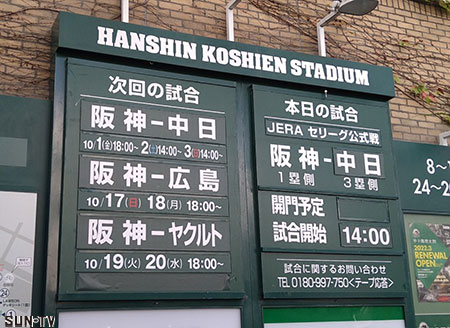 HANSHIN KOSHIEN STADIUM
次回の試合
阪神－中日
10/1(金)18:00~ 2(土)14:00~ 3(日)14:00~
阪神－広島
10/17(日) 18(月) 18:00~
阪神－ヤクルト
10/19(火) 20(水) 18:00~
本日の試合
JERA セリーグ公式戦
阪神－中日
1塁側 3塁側
開門予定
試合開始 14:00
試合に関するお問い合わせ
TEL 0180-997-750<テープ応答>
8~
24~2
2022.3
RENEWAL
OPEN
SUN-TV